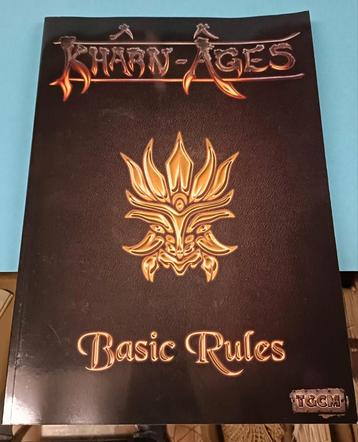 KHÂRN-ÂGES
Basic Rules
TGCM